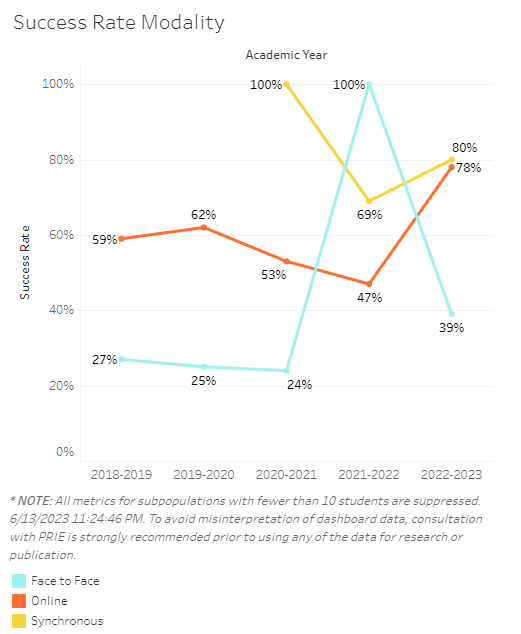 Success Rate Modality
Academic Year
100%
80%
60%
40%
20%
0%
Success Rate
100%
100%
80%
78%
69%
62%
59%
53%
47%
39%
27%
25%
24%
2018-2019
2019-2020
2020-2021
2021-2022
2022-2023
* NOTE: All metrics for subpopulations with fewer than 10 students are suppressed.
6/13/2023 11:24:46 PM. To avoid misinterpretation of dashboard data, consultation
with PRIE is strongly recommended prior to using any of the data for research or
publication.
Face to Face
Online
Synchronous